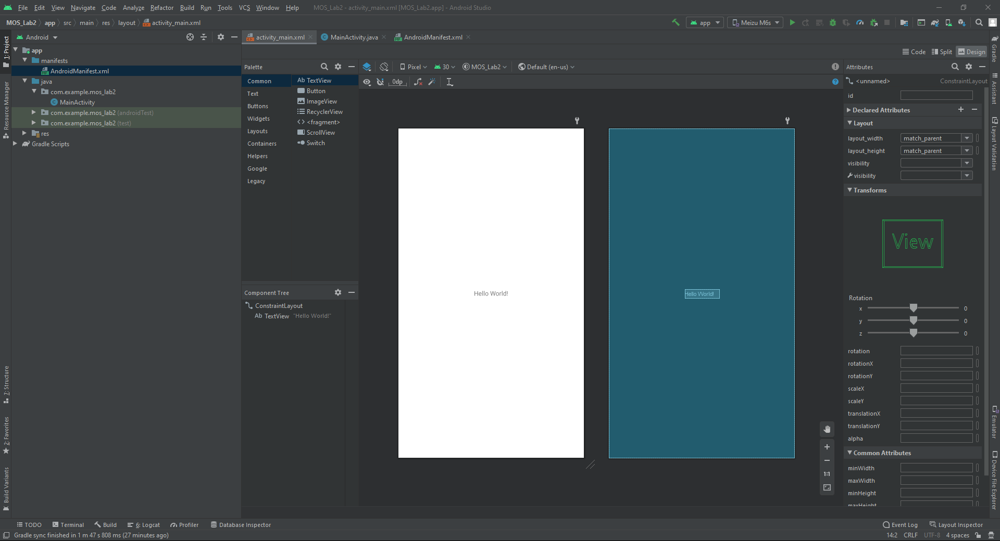 File Edit View Navigate Code Analyze Refactor Build Run Tools VCS Window Help MOS_Lab2 - activity_main.xml [MOS_Lab2.app] - Android Studio
MOS_Lab2 app src main res layout activity_main.xml app Meizu M6s
Android
activity_main.xml MainActivity.java AndroidManifest.xml
Code Split Design
app
manifests
AndroidManifest.xml
java
com.example.mos_lab2
MainActivity
com.example.mos_lab2 (androidTest)
com.example.mos_lab2 (test)
res
Gradle Scripts
1: Project
Resource Manager
7: Structure
2: Favorites
Build Variants
Palette
Common
Text
Buttons
Widgets
Layouts
Containers
Helpers
Google
Legacy
Ab TextView
Button
ImageView
RecyclerView
<> <fragment>
ScrollView
Switch
Component Tree
ConstraintLayout
Ab TextView "Hello World!"
Pixel 30 MOS_Lab2 Default (en-us)
0dp
Hello World!
Hello World!
1:1
Attributes
<unnamed> ConstraintLayout
id
Declared Attributes
Layout
layout_width match_parent
layout_height match_parent
visibility
visibility
Transforms
View
Rotation
x 0
y 0
z 0
rotation
rotationX
rotationY
scaleX
scaleY
translationX
translationY
alpha
Common Attributes
minWidth
maxWidth
minHeight
maxHeight
Gradle
Assistant
Layout Validation
Emulator
Device File Explorer
TODO Terminal Build 6: Logcat Profiler Database Inspector Event Log Layout Inspector
Gradle sync finished in 1 m 47 s 808 ms (27 minutes ago) 14:2 CRLF UTF-8 4 spaces